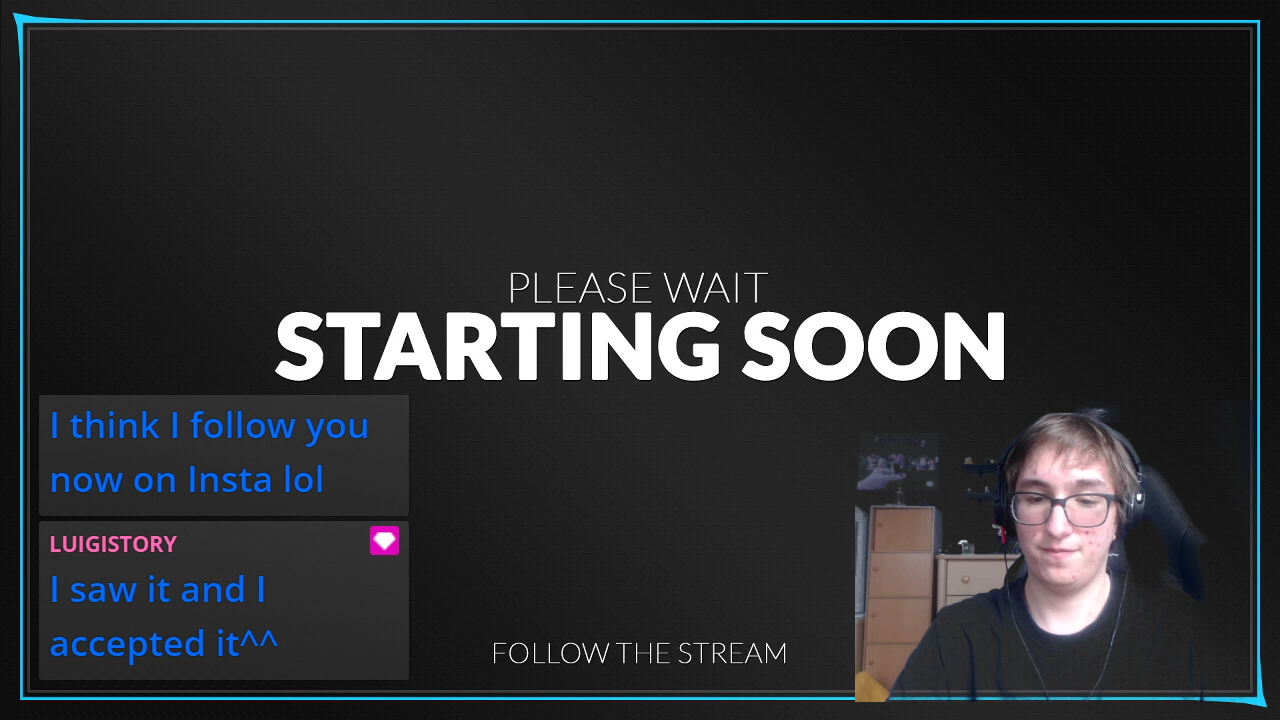 PLEASE WAIT
STARTING SOON
I think I follow you
now on Insta lol
LUIGISTORY
I saw it and I
accepted it^^
FOLLOW THE STREAM